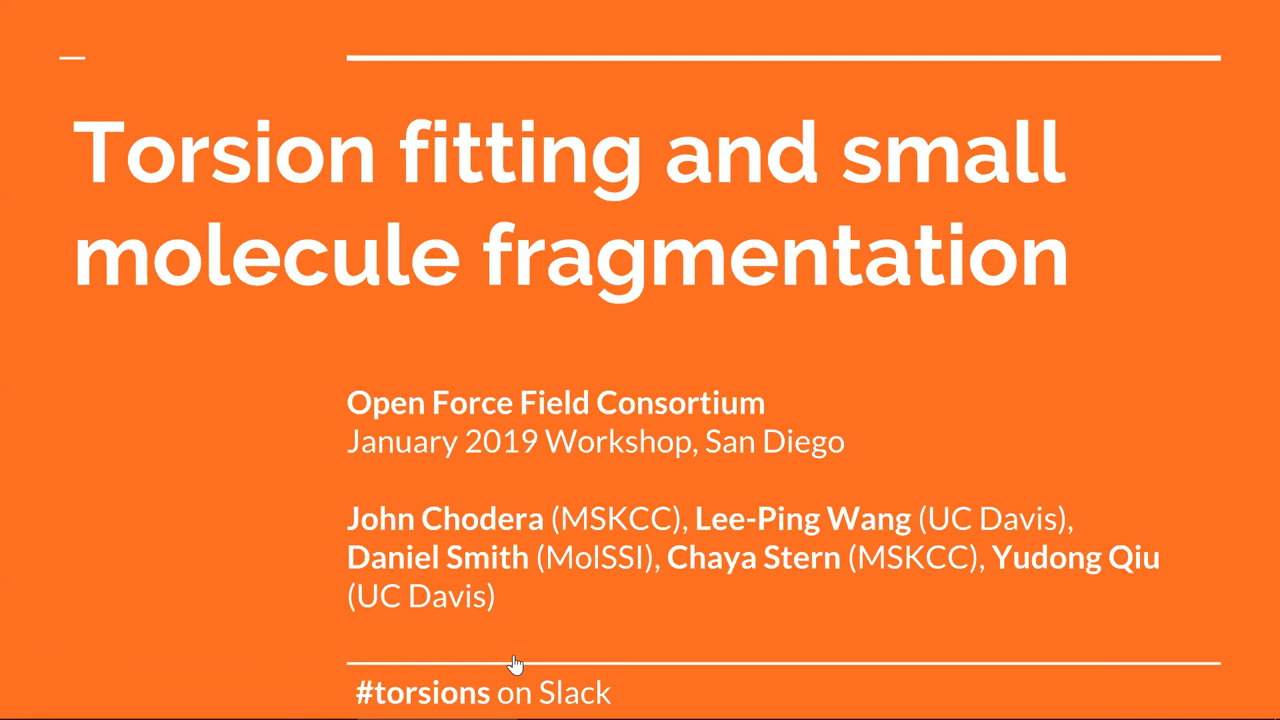 Torsion fitting and small
molecule fragmentation
Open Force Field Consortium
January 2019 Workshop, San Diego
John Chodera (MSKCC), Lee-Ping Wang (UC Davis),
Daniel Smith (MolSSI), Chaya Stern (MSKCC), Yudong Qiu
(UC Davis)
#torsions on Slack